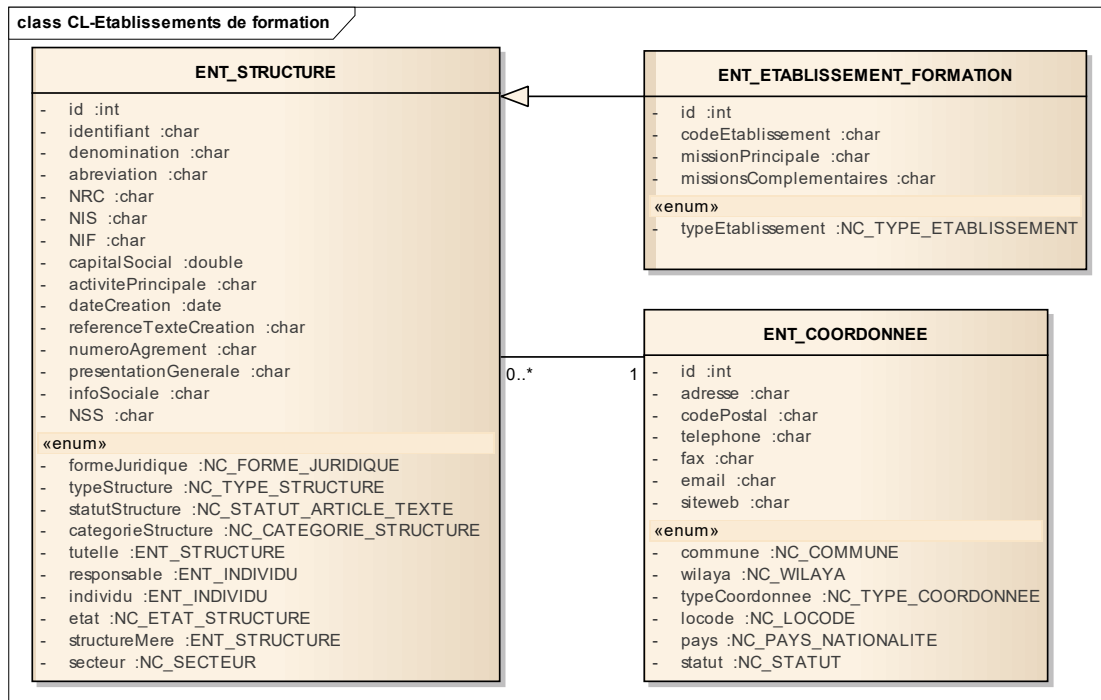 class CL-Etablissements de formation
ENT_STRUCTURE
- id :int
- identifiant :char
- denomination :char
- abreviation :char
- NRC :char
- NIS :char
- NIF :char
- capitalSocial :double
- activitePrincipale :char
- dateCreation :date
- referenceTexteCreation :char
- numeroAgrement :char
- presentationGenerale :char
- infoSociale :char
- NSS :char
«enum»
- formeJuridique :NC_FORME_JURIDIQUE
- typeStructure :NC_TYPE_STRUCTURE
- statutStructure :NC_STATUT_ARTICLE_TEXTE
- categorieStructure :NC_CATEGORIE_STRUCTURE
- tutelle :ENT_STRUCTURE
- responsable :ENT_INDIVIDU
- individu :ENT_INDIVIDU
- etat :NC_ETAT_STRUCTURE
- structureMere :ENT_STRUCTURE
- secteur :NC_SECTEUR
ENT_ETABLISSEMENT_FORMATION
- id :int
- codeEtablissement :char
- missionPrincipale :char
- missionsComplementaires :char
«enum»
- typeEtablissement :NC_TYPE_ETABLISSEMENT
0..* 1
ENT_COORDONNEE
- id :int
- adresse :char
- codePostal :char
- telephone :char
- fax :char
- email :char
- siteweb :char
«enum»
- commune :NC_COMMUNE
- wilaya :NC_WILAYA
- typeCoordonnee :NC_TYPE_COORDONNEE
- locode :NC_LOCODE
- pays :NC_PAYS_NATIONALITE
- statut :NC_STATUT